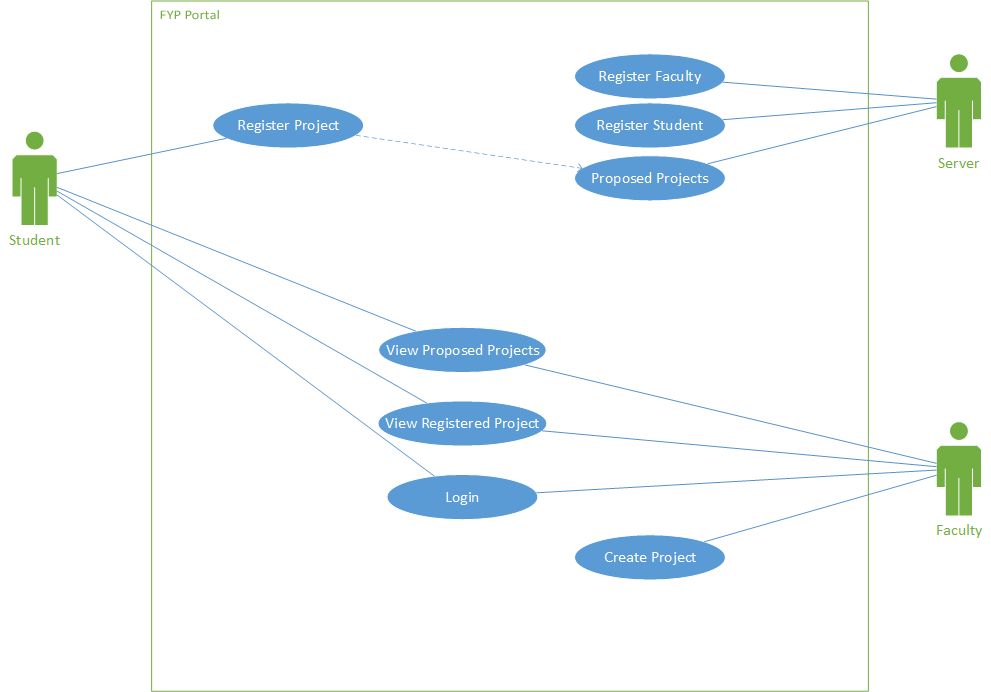 FYP Portal
Register Faculty
Register Project
Register Student
Server
Proposed Projects
Student
View Proposed Projects
View Registered Project
Login
Faculty
Create Project